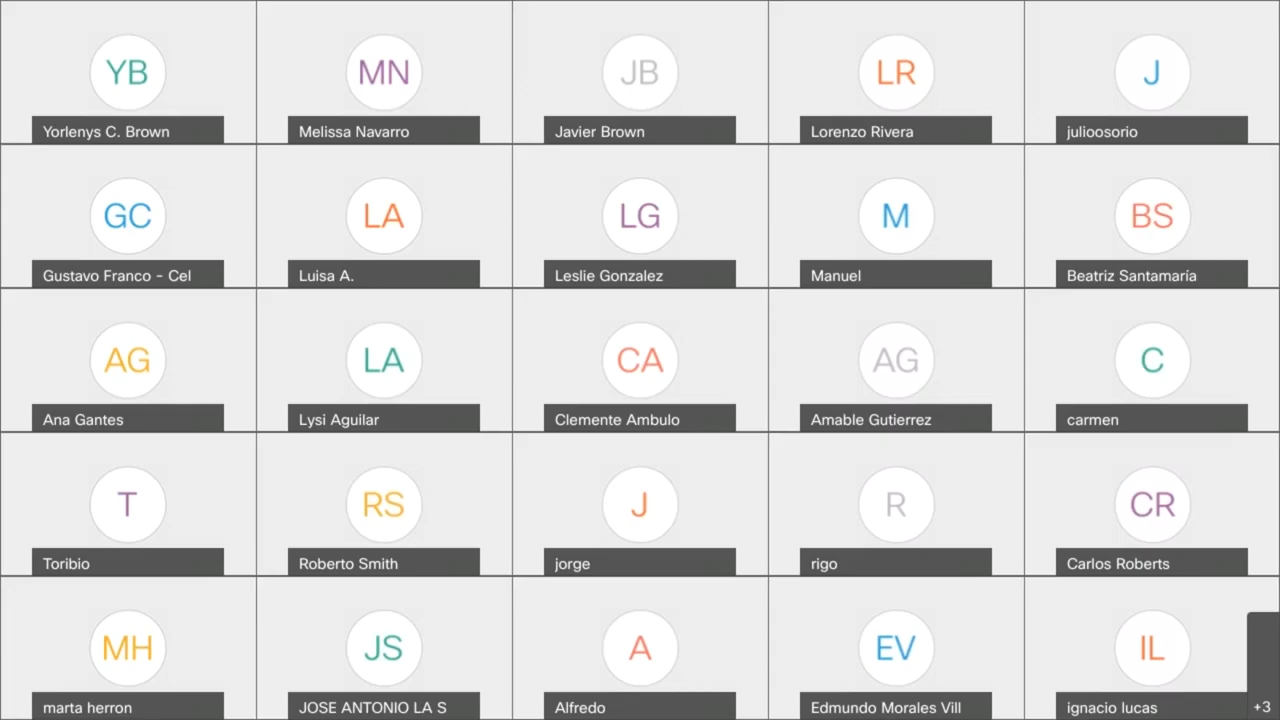 YB
MN
JB
LR
J
Yorlenys C. Brown
Melissa Navarro
Javier Brown
Lorenzo Rivera
julioosorio
GC
LA
LG
M
BS
Gustavo Franco - Cel
Luisa A.
Leslie Gonzalez
Manuel
Beatriz Santamaría
AG
LA
CA
AG
C
Ana Gantes
Lysi Aguilar
Clemente Ambulo
Amable Gutierrez
carmen
T
RS
J
R
CR
Toribio
Roberto Smith
jorge
rigo
Carlos Roberts
MH
JS
A
EV
IL
marta herron
JOSE ANTONIO LA S
Alfredo
Edmundo Morales Vill
ignacio lucas
+3